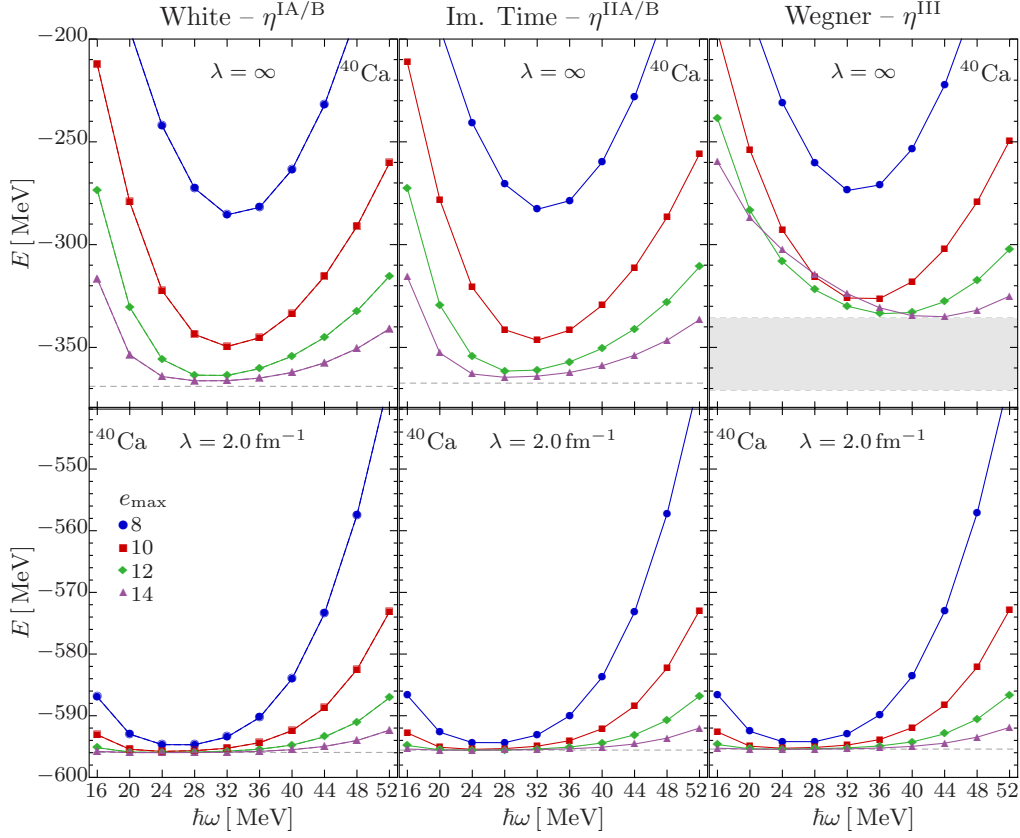 White – η^IA/B
Im. Time – η^IIA/B
Wegner – η^III
−200
−250
−300
−350
E [ MeV]
λ = ∞
⁴⁰Ca
λ = ∞
⁴⁰Ca
λ = ∞
⁴⁰Ca
−550
−560
−570
−580
−590
−600
E [ MeV]
⁴⁰Ca λ = 2.0 fm⁻¹
⁴⁰Ca λ = 2.0 fm⁻¹
⁴⁰Ca λ = 2.0 fm⁻¹
e_max
8
10
12
14
16 20 24 28 32 36 40 44 48 52
16 20 24 28 32 36 40 44 48 52
16 20 24 28 32 36 40 44 48 52
ℏω [ MeV]
ℏω [ MeV]
ℏω [ MeV]